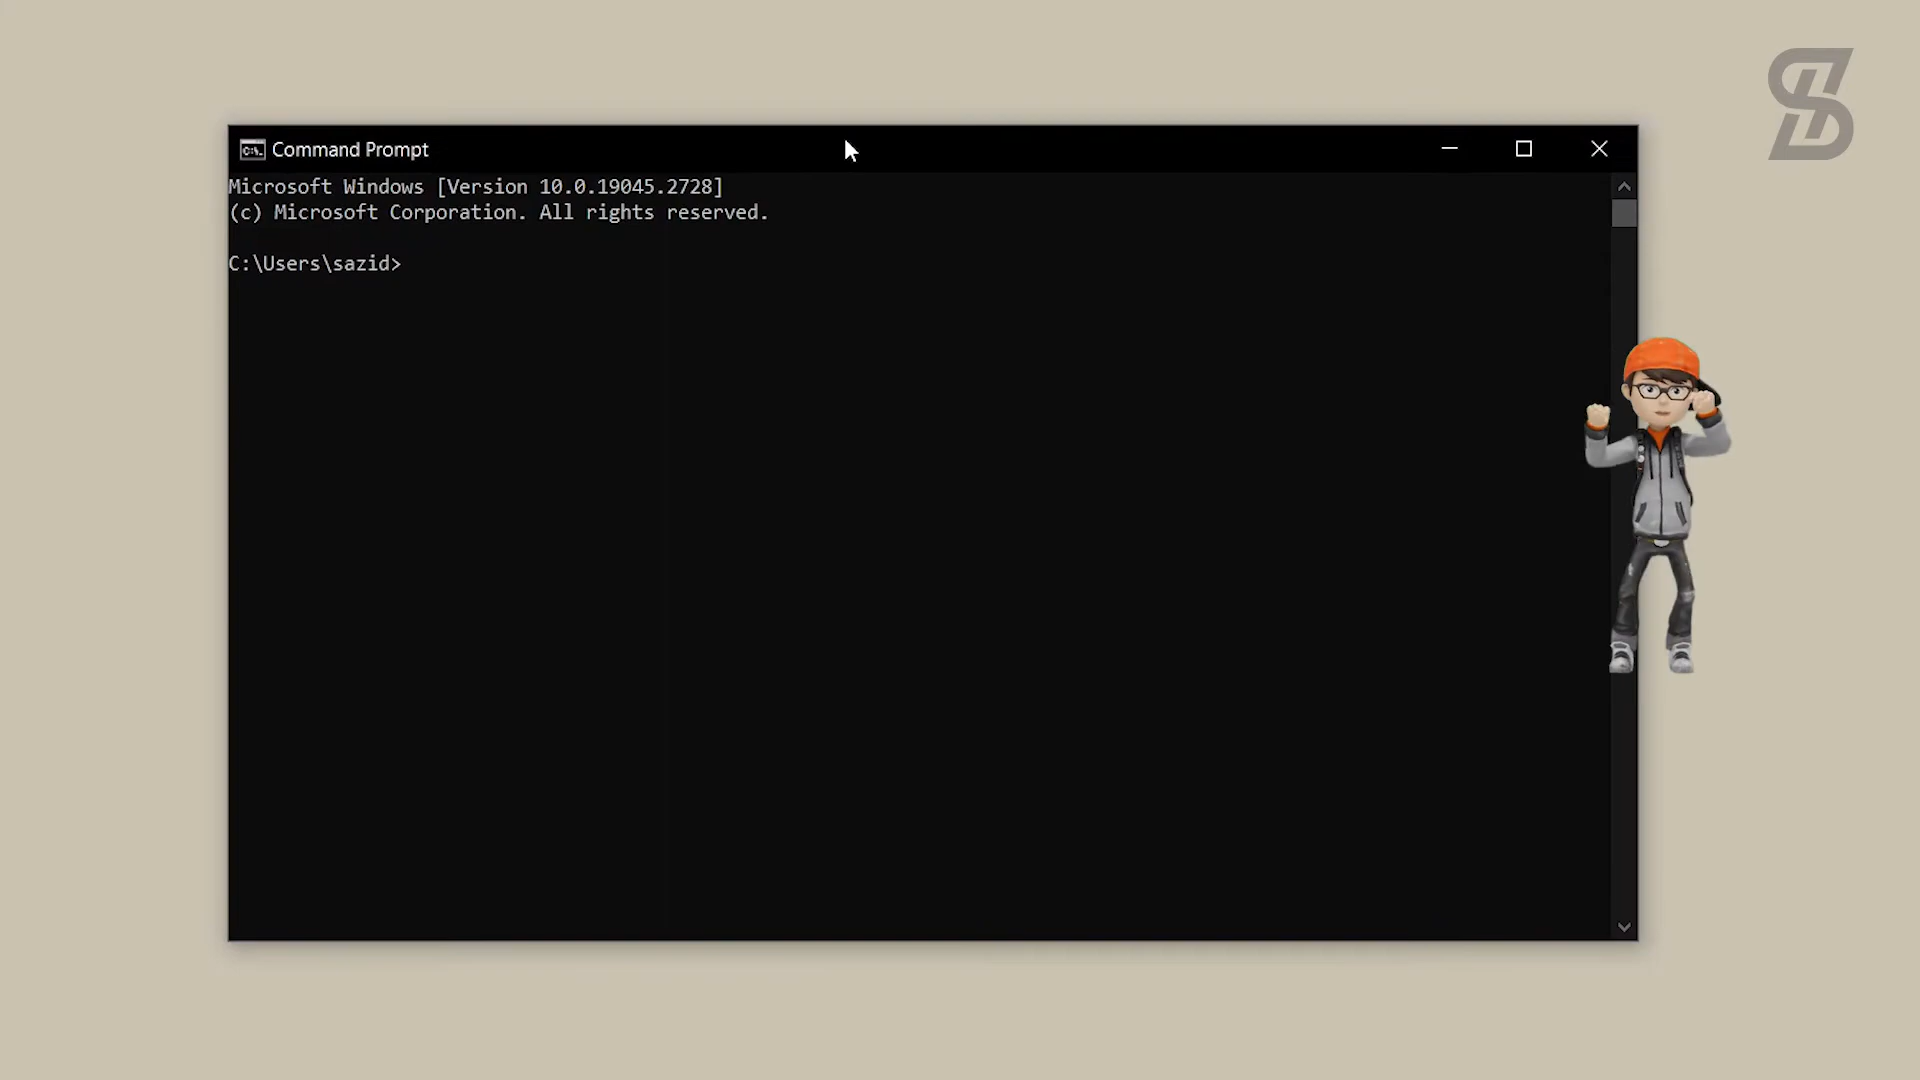 Command Prompt
Microsoft Windows [Version 10.0.19045.2728]
(c) Microsoft Corporation. All rights reserved.
C:\Users\sazid>